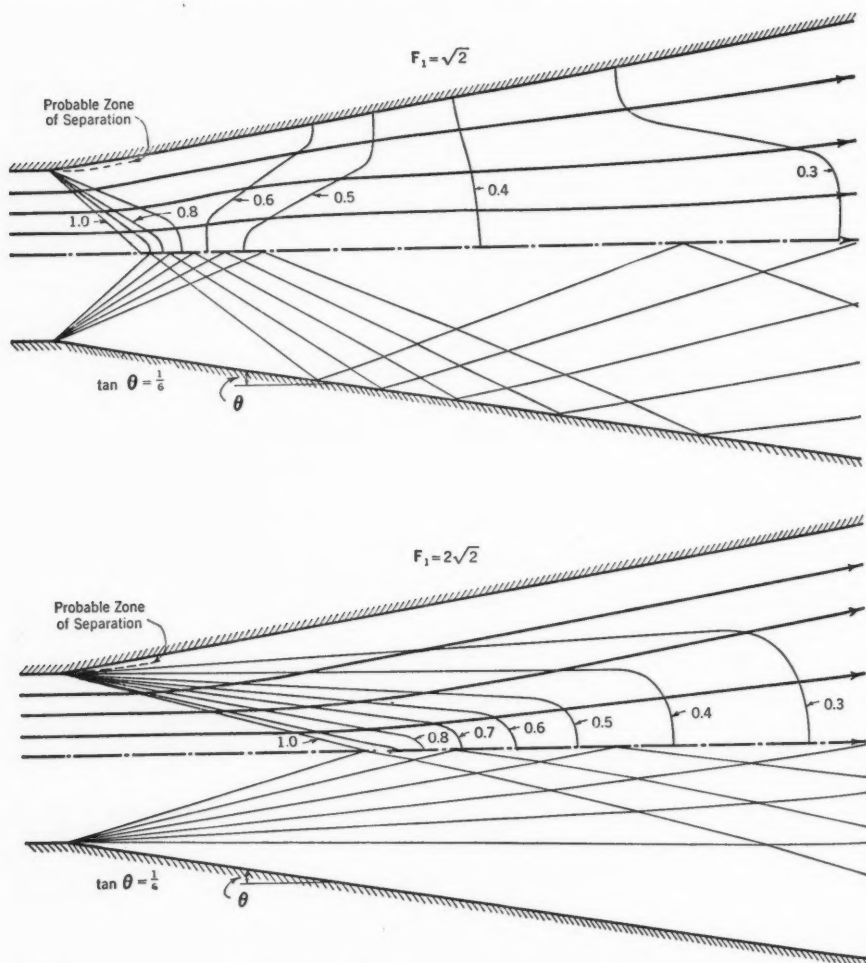 F₁=√2
Probable Zone
of Separation
1.0
0.8
0.6
0.5
0.4
0.3
tan θ = 1/6
θ
F₁=2√2
Probable Zone
of Separation
1.0
0.8
0.7
0.6
0.5
0.4
0.3
tan θ = 1/6
θ